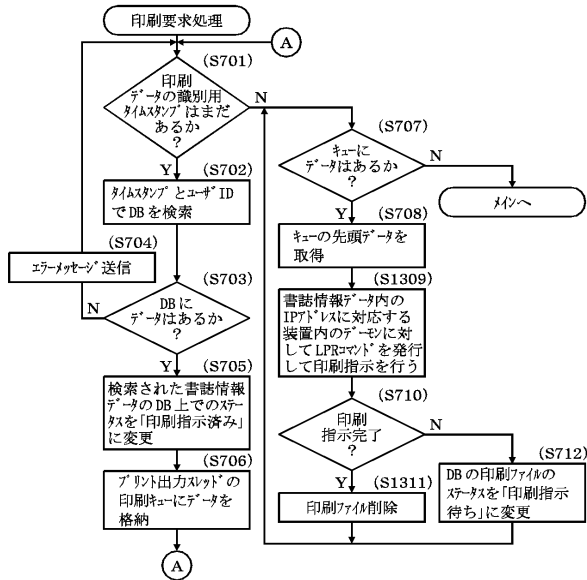 印刷要求処理
A
(S701)
印刷
データの識別用
タイムスタンプはまだ
あるか
?
N
Y
(S702)
タイムスタンプとユーザID
でDBを検索
(S704)
エラーメッセージ送信
(S703)
DBに
データはあるか
?
N
Y
(S705)
検索された書誌情報
データのDB上でのステー
タスを「印刷指示済み」
に変更
(S706)
プリント出力スレッドの
印刷キューにデータを
格納
A
(S707)
キューに
データはあるか
?
N
メインへ
Y
(S708)
キューの先頭データを
取得
(S1309)
書誌情報データ内の
IPアドレスに対応する
装置内のデーモンに対
してLPRコマンドを発行
して印刷指示を行う
(S710)
印刷
指示完了
?
N
Y
(S1311)
印刷ファイル削除
(S712)
DBの印刷ファイルの
ステータスを「印刷指示
待ち」に変更